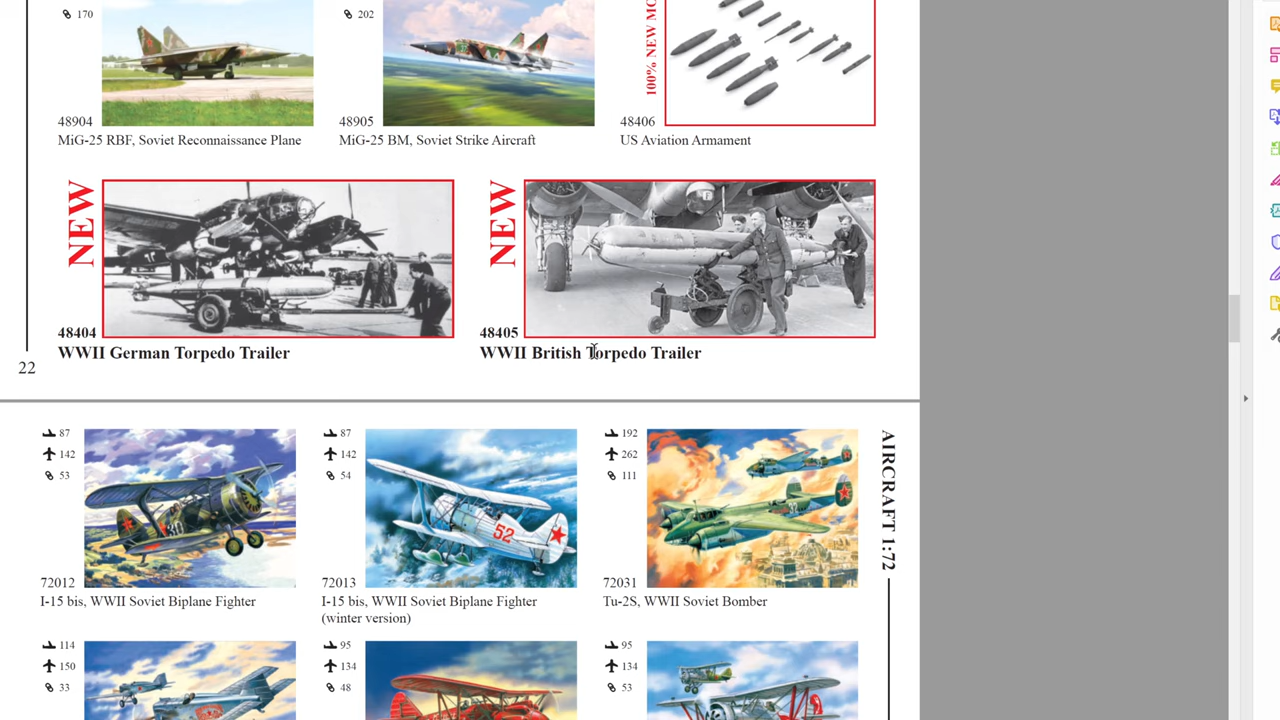 170
202
100% NEW MO
48904
48905
48406
MiG-25 RBF, Soviet Reconnaissance Plane
MiG-25 BM, Soviet Strike Aircraft
US Aviation Armament
NEW
NEW
48404
48405
WWII German Torpedo Trailer
WWII British Torpedo Trailer
22
87
142
53
87
142
54
192
262
111
AIRCRAFT 1:72
52
72012
72013
72031
I-15 bis, WWII Soviet Biplane Fighter
I-15 bis, WWII Soviet Biplane Fighter
(winter version)
Tu-2S, WWII Soviet Bomber
114
150
33
95
134
48
95
134
53